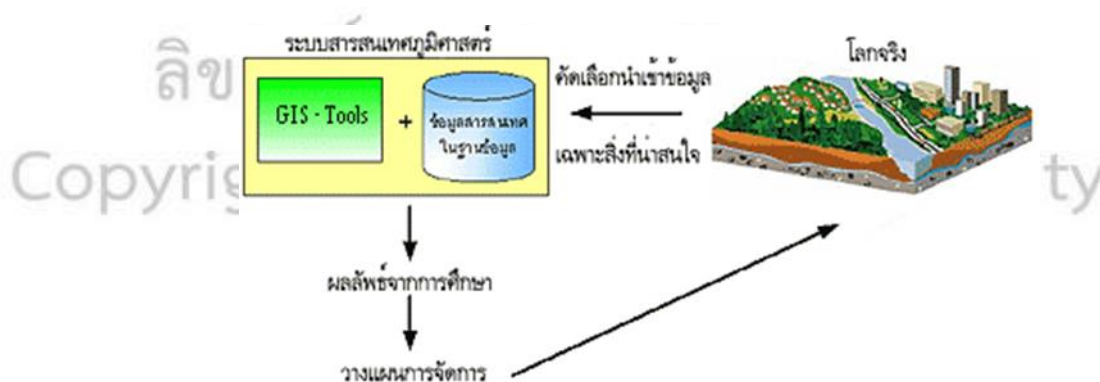 ลิข
ระบบสารสนเทศภูมิศาสตร์
โลกจริง
GIS - Tools
+
ข้อมูลสารสนเทศ
ในฐานข้อมูล
คัดเลือกนำเข้าข้อมูล
เฉพาะสิ่งที่น่าสนใจ
Copyrig
ty
ผลลัพธ์จากการศึกษา
วางแผนการจัดการ